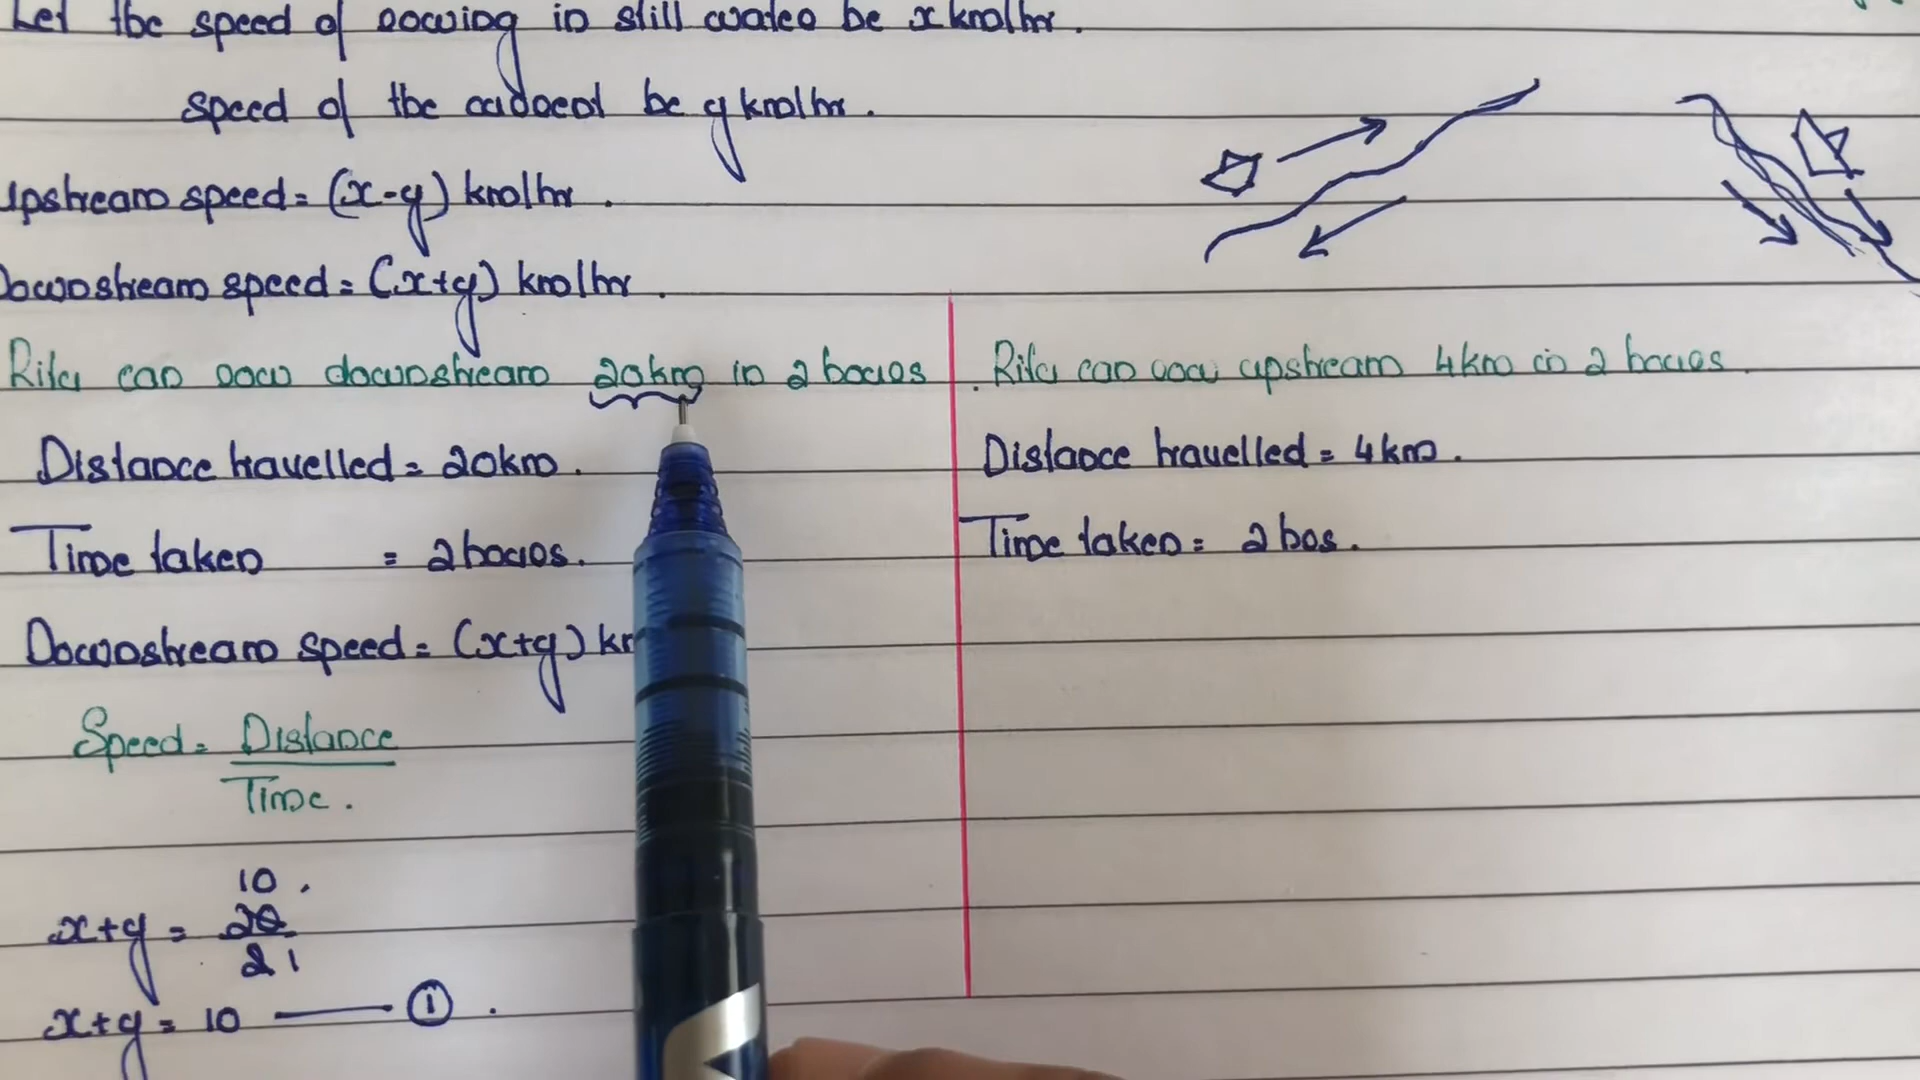 Let the speed of rowing in still water be x km/hr.
speed of the current be y km/hr.
Upstream speed = (x-y) km/hr.
Downstream speed = (x+y) km/hr.
Ritu can row downstream 20km in 2 hours.
Distance travelled = 20km.
Time taken = 2 hours.
Downstream speed = (x+y)
Speed = Distance
Time.
10.
x+y = 20
2 1
x+y = 10 —— ①.
Ritu can row upstream 4km in 2 hours.
Distance travelled = 4km.
Time taken = 2 hrs.